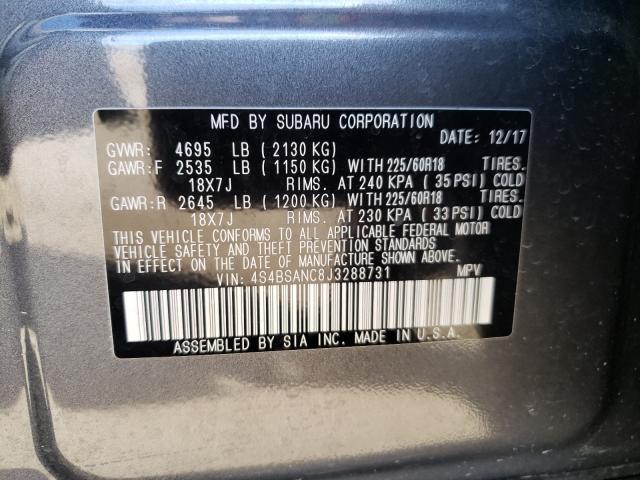 MFD BY SUBARU CORPORATION
DATE: 12/17
GVWR: 4695 LB (2130 KG)
GAWR:F 2535 LB (1150 KG) WITH 225/60R18 TIRES.
18X7J RIMS. AT 240 KPA (35 PSI) COLD
GAWR:R 2645 LB (1200 KG) WITH 225/60R18 TIRES.
18X7J RIMS. AT 230 KPA (33 PSI) COLD
THIS VEHICLE CONFORMS TO ALL APPLICABLE FEDERAL MOTOR
VEHICLE SAFETY AND THEFT PREVENTION STANDARDS
IN EFFECT ON THE DATE OF MANUFACTURE SHOWN ABOVE.
VIN: 4S4BSANC8J3288731 MPV
ASSEMBLED BY SIA INC. MADE IN U.S.A.